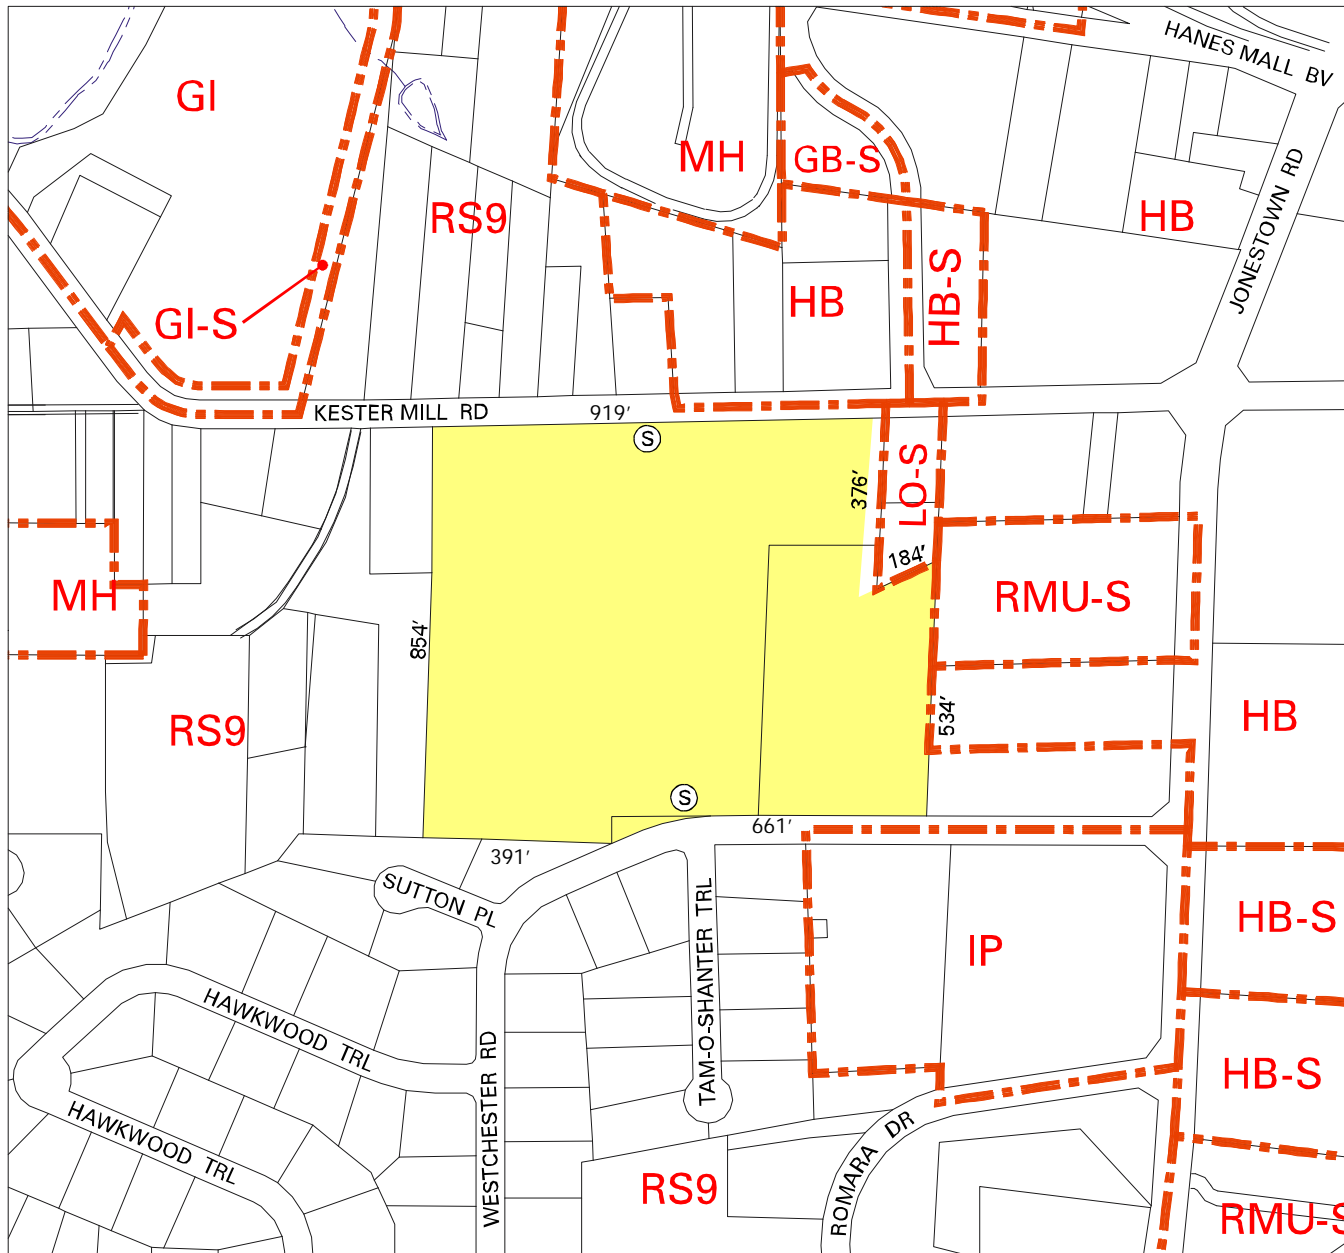 HANES MALL BV
GI
MH
GB-S
RS9
HB
JONESTOWN RD
HB-S
HB
GI-S
KESTER MILL RD
919'
S
376'
LO-S
184'
MH
RMU-S
854'
RS9
534'
HB
S
661'
391'
SUTTON PL
HB-S
TAM-O-SHANTER TRL
IP
HAWKWOOD TRL
WESTCHESTER RD
HB-S
HAWKWOOD TRL
ROMARA DR
RS9
RMU-S